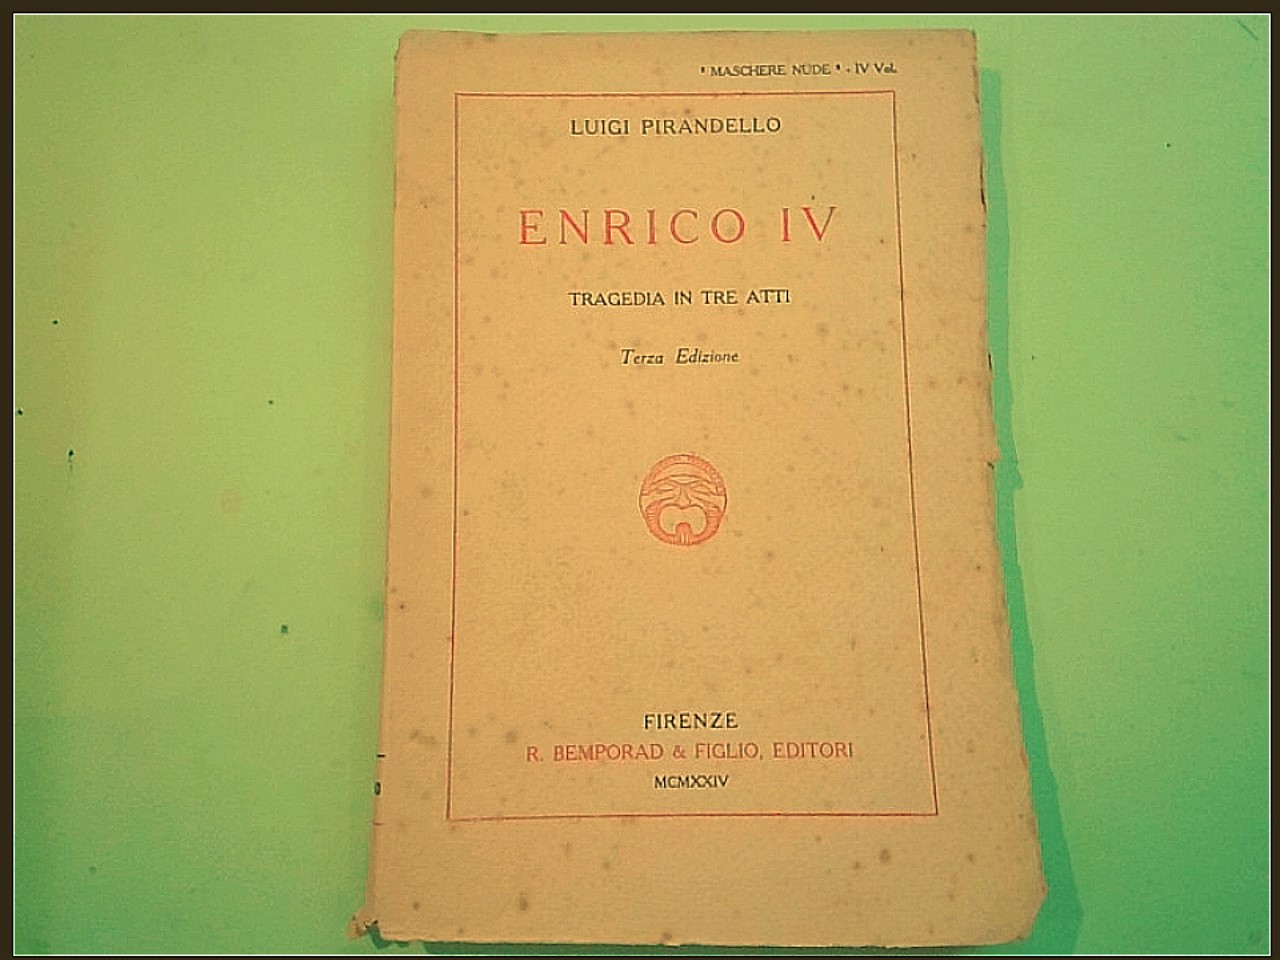 "MASCHERE NUDE" - IV Vol.
LUIGI PIRANDELLO
ENRICO IV
TRAGEDIA IN TRE ATTI
Terza Edizione
FIRENZE
R. BEMPORAD & FIGLIO, EDITORI
MCMXXIV